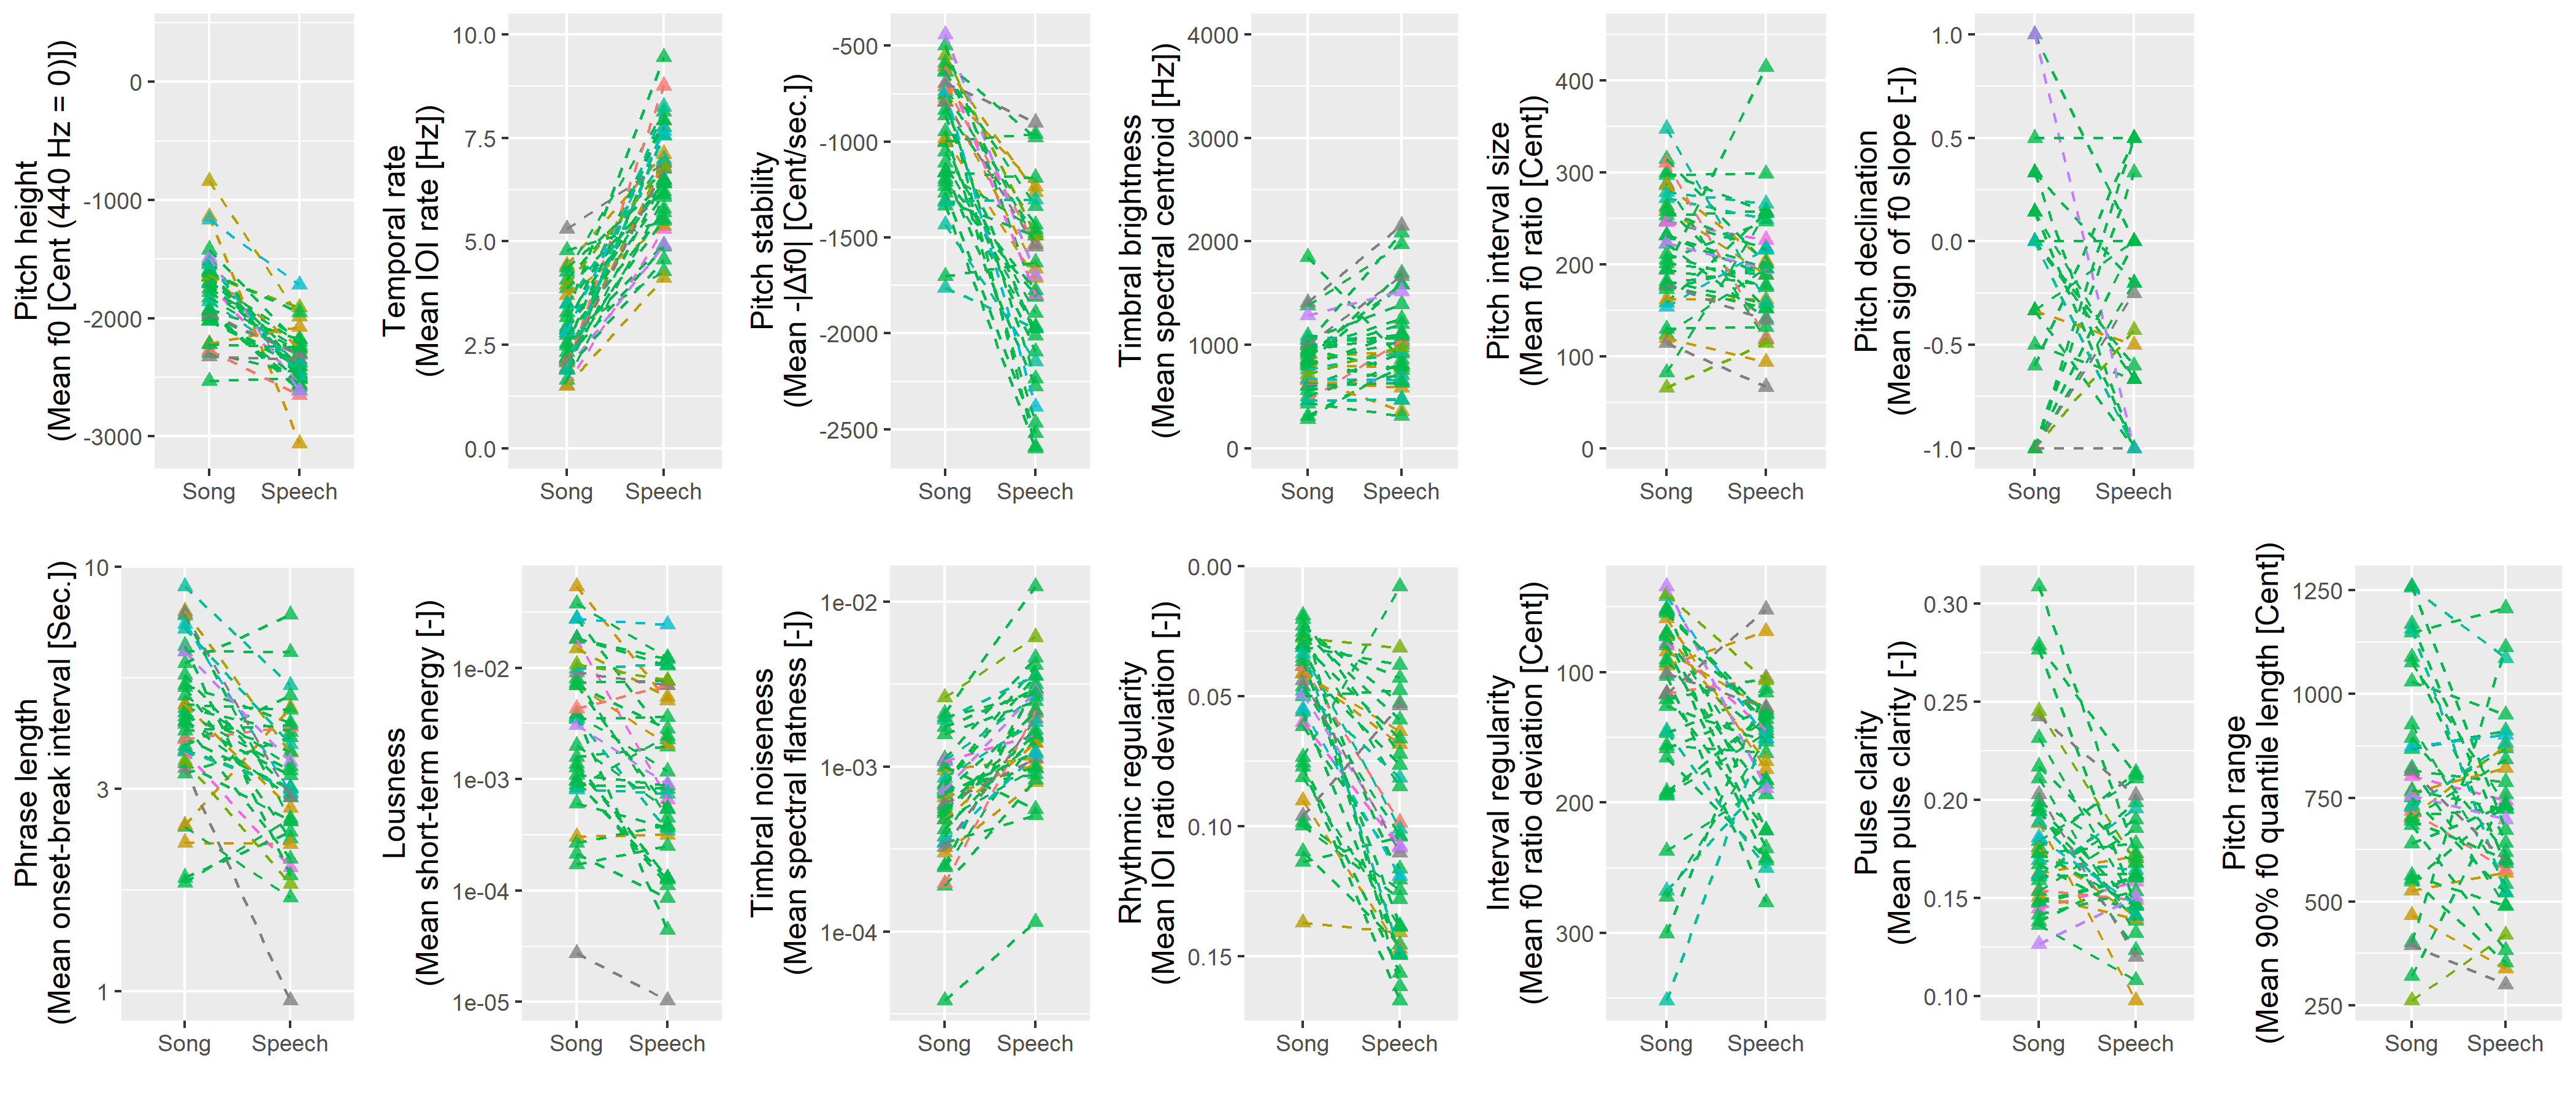 Pitch height
(Mean f0 [Cent (440 Hz = 0)])
0
-1000
-2000
-3000
Song Speech
Temporal rate
(Mean IOI rate [Hz])
10.0
7.5
5.0
2.5
0.0
Song Speech
Pitch stability
(Mean -|Δf0| [Cent/sec.])
-500
-1000
-1500
-2000
-2500
Song Speech
Timbral brightness
(Mean spectral centroid [Hz])
4000
3000
2000
1000
0
Song Speech
Pitch interval size
(Mean f0 ratio [Cent])
400
300
200
100
0
Song Speech
Pitch declination
(Mean sign of f0 slope [-])
1.0
0.5
0.0
-0.5
-1.0
Song Speech
Phrase length
(Mean onset-break interval [Sec.])
10
3
1
Song Speech
Lousness
(Mean short-term energy [-])
1e-02
1e-03
1e-04
1e-05
Song Speech
Timbral noiseness
(Mean spectral flatness [-])
1e-02
1e-03
1e-04
Song Speech
Rhythmic regularity
(Mean IOI ratio deviation [-])
0.00
0.05
0.10
0.15
Song Speech
Interval regularity
(Mean f0 ratio deviation [Cent])
100
200
300
Song Speech
Pulse clarity
(Mean pulse clarity [-])
0.30
0.25
0.20
0.15
0.10
Song Speech
Pitch range
(Mean 90% f0 quantile length [Cent])
1250
1000
750
500
250
Song Speech